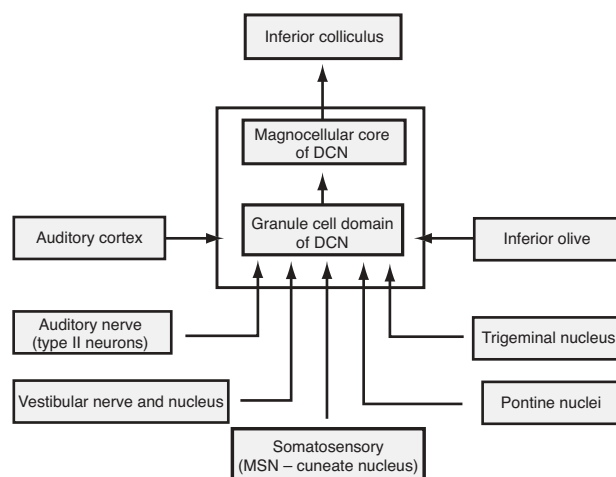 Inferior colliculus
Magnocellular core
of DCN
Granule cell domain
of DCN
Auditory cortex
Inferior olive
Auditory nerve
(type II neurons)
Trigeminal nucleus
Vestibular nerve and nucleus
Pontine nuclei
Somatosensory
(MSN – cuneate nucleus)